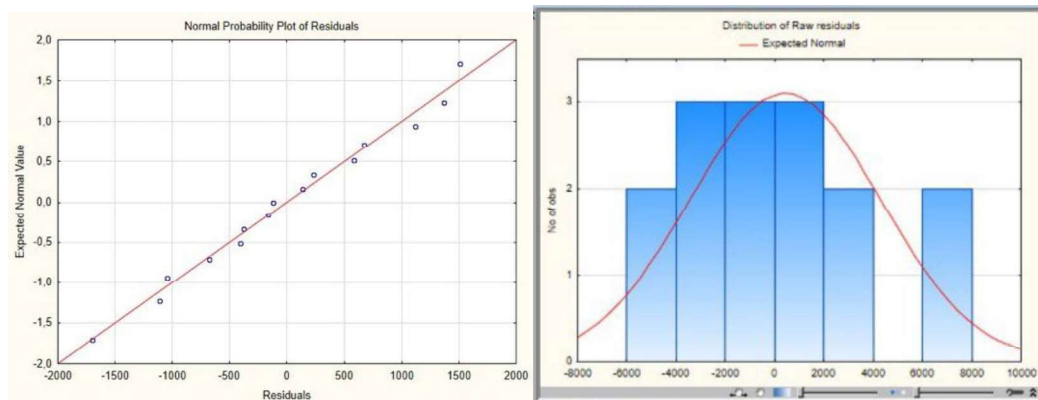 Normal Probability Plot of Residuals
2,0
1,5
1,0
0,5
0,0
-0,5
-1,0
-1,5
-2,0
Expected Normal Value
-2000 -1500 -1000 -500 0 500 1000 1500 2000
Residuals
Distribution of Raw residuals
Expected Normal
3
2
1
0
No of obs
-8000 -6000 -4000 -2000 0 2000 4000 6000 8000 10000